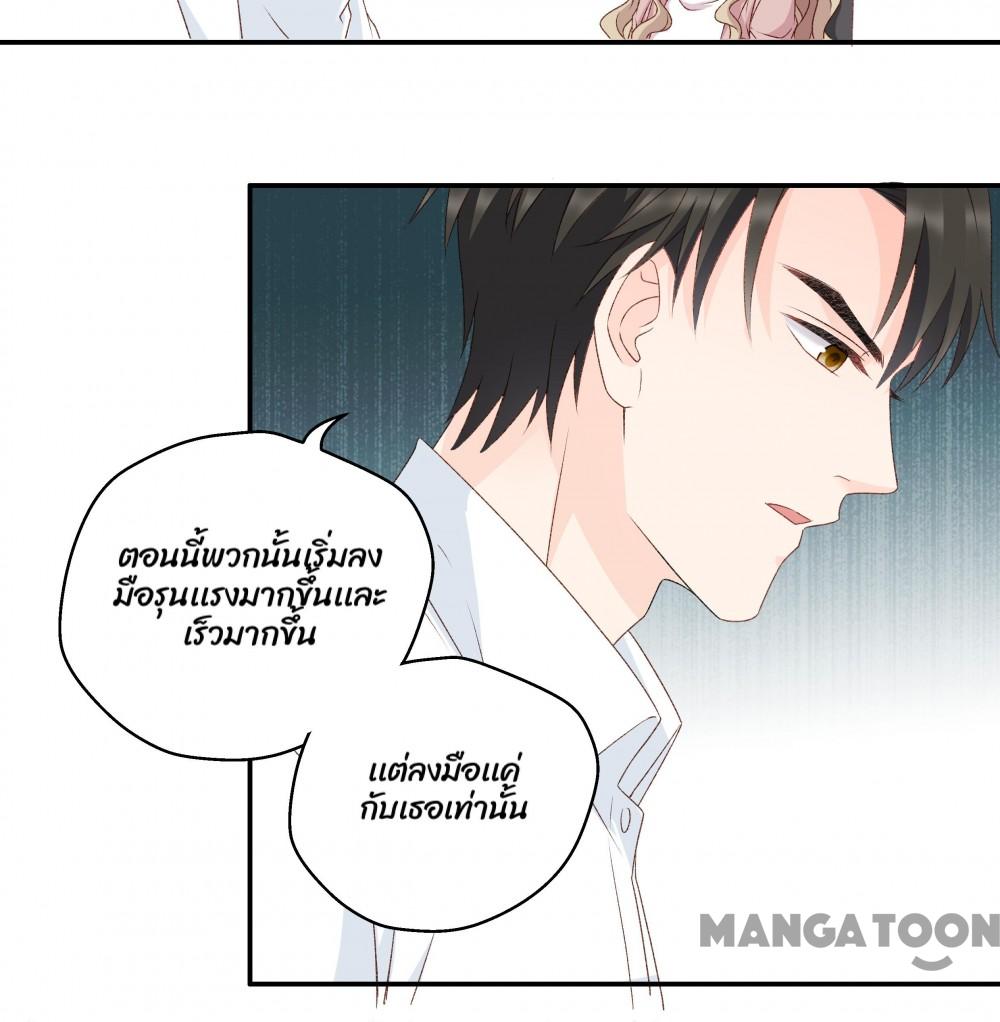 ตอนนี้พวกนั้นเริ่มลง
มือรุนแรงมากขึ้นและ
เร็วมากขึ้น
แต่ลงมือแค่
กับเธอเท่านั้น
MANGATOON